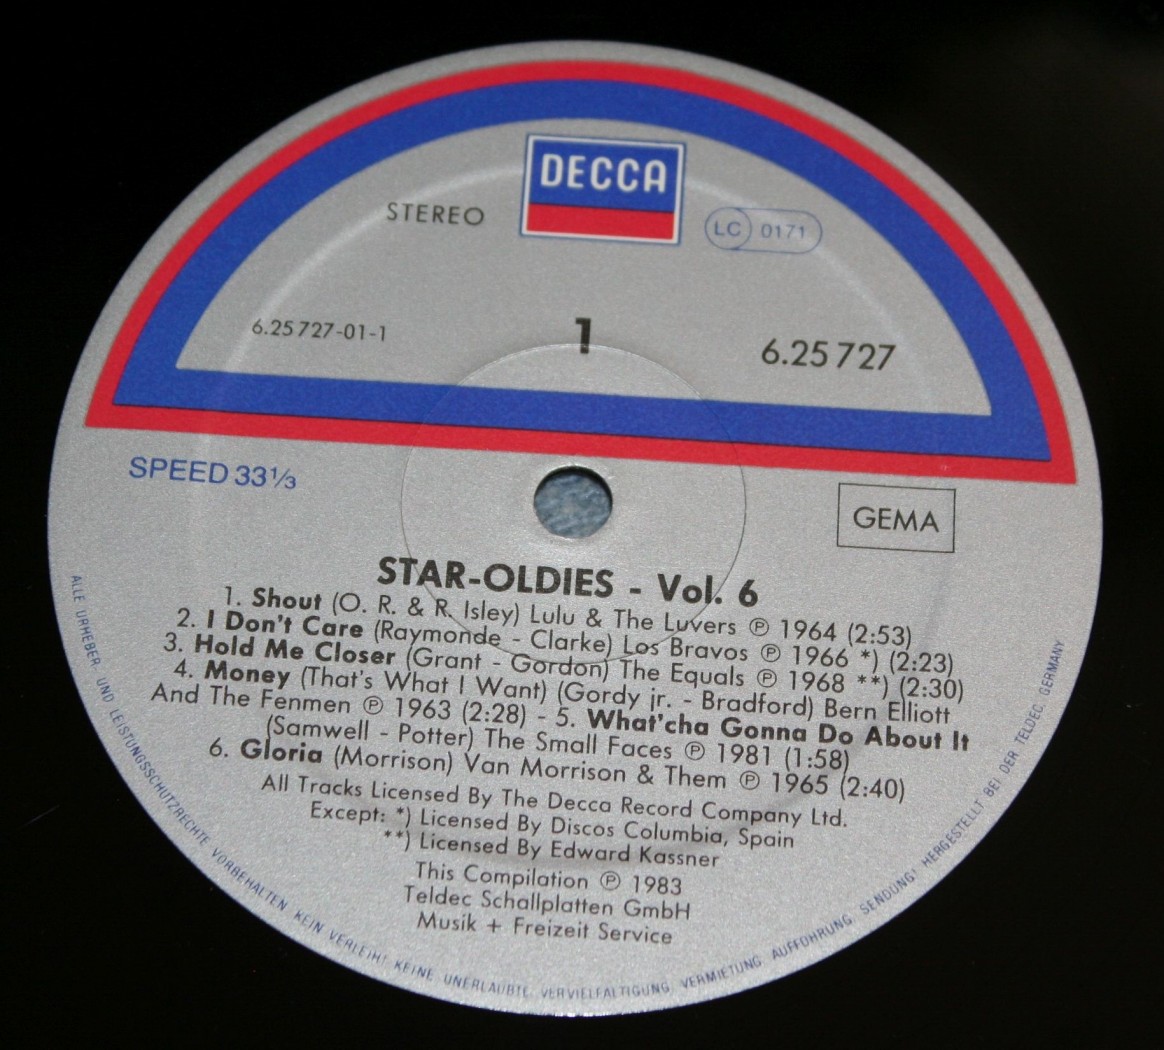 DECCA
STEREO
LC 0171
6.25727-01-1
1
6.25727
SPEED 33⅓
GEMA
STAR-OLDIES - Vol. 6
1. Shout (O. R. & R. Isley) Lulu & The Luvers ℗ 1964 (2:53)
2. I Don't Care (Raymonde - Clarke) Los Bravos ℗ 1966 *) (2:23)
3. Hold Me Closer (Grant - Gordon) The Equals ℗ 1968 **) (2:30)
4. Money (That's What I Want) (Gordy jr. - Bradford) Bern Elliott
And The Fenmen ℗ 1963 (2:28) - 5. What'cha Gonna Do About It
(Samwell - Potter) The Small Faces ℗ 1981 (1:58)
6. Gloria (Morrison) Van Morrison & Them ℗ 1965 (2:40)
All Tracks Licensed By The Decca Record Company Ltd.
Except: *) Licensed By Discos Columbia, Spain
**) Licensed By Edward Kassner
This Compilation ℗ 1983
Teldec Schallplatten GmbH
Musik + Freizeit Service
ALLE URHEBER- UND LEISTUNGSSCHUTZRECHTE VORBEHALTEN KEIN VERLEIH! KEINE UNERLAUBTE VERVIELFALTIGUNG, VERMIETUNG AUFFÜHRUNG, SENDUNG! HERGESTELLT BEI DER TELDEC, GERMANY